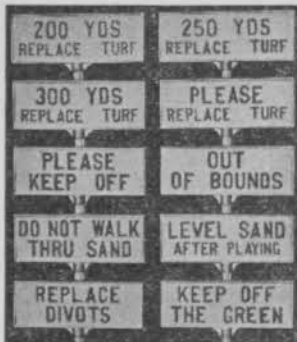 200 YDS
REPLACE TURF
250 YDS
REPLACE TURF
300 YDS
REPLACE TURF
PLEASE
REPLACE TURF
PLEASE
KEEP OFF
OUT
OF BOUNDS
DO NOT WALK
THRU SAND
LEVEL SAND
AFTER PLAYING
REPLACE
DIVOTS
KEEP OFF
THE GREEN